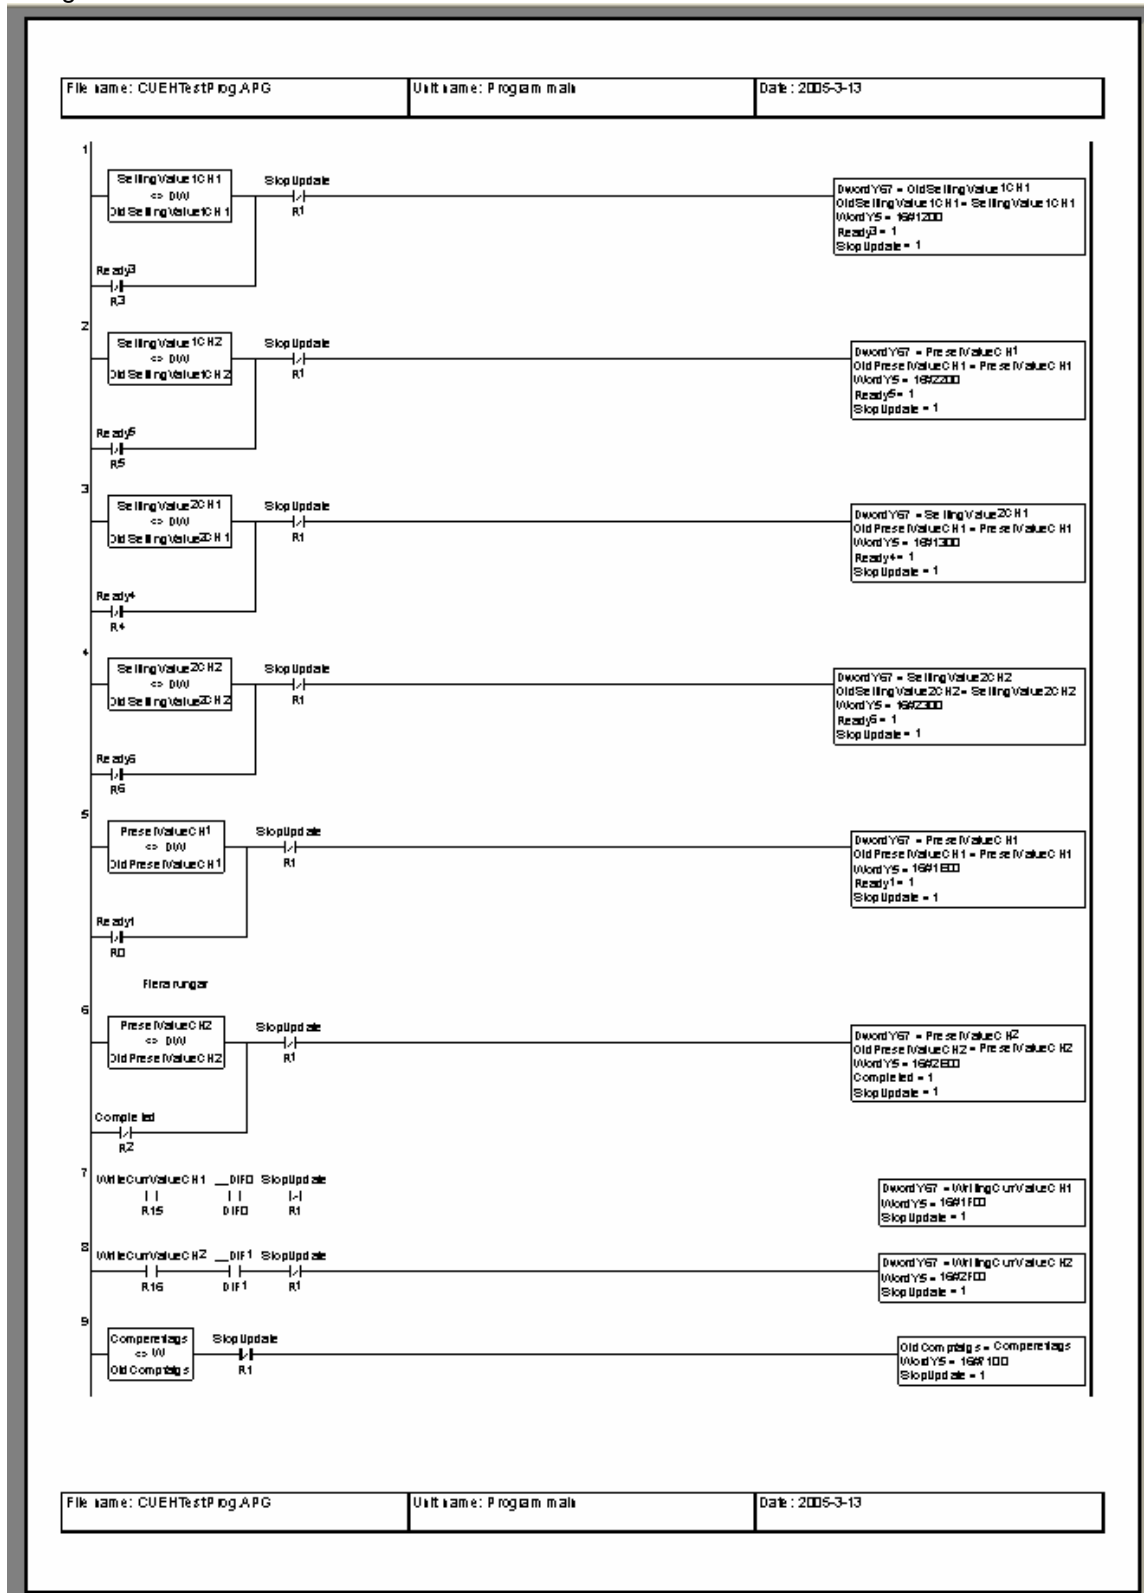 File name: CUEHTestProg.APG
Unit name: Program main
Date: 2005-3-13
1
SettingValue1CH1
<> DW
OldSettingValue1CH1
StopUpdate
R1
DwordY67 = OldSettingValue1CH1
OldSettingValue1CH1 = SettingValue1CH1
WordY5 = 16#1200
Ready3 = 1
StopUpdate = 1
Ready3
R3
2
SettingValue1CH2
<> DW
OldSettingValue1CH2
StopUpdate
R1
DwordY67 = PresetValueCH1
OldPresetValueCH1 = PresetValueCH1
WordY5 = 16#2200
Ready5 = 1
StopUpdate = 1
Ready5
R5
3
SettingValue2CH1
<> DW
OldSettingValue2CH1
StopUpdate
R1
DwordY67 = SettingValue2CH1
OldPresetValueCH1 = PresetValueCH1
WordY5 = 16#1300
Ready4 = 1
StopUpdate = 1
Ready4
R4
4
SettingValue2CH2
<> DW
OldSettingValue2CH2
StopUpdate
R1
DwordY67 = SettingValue2CH2
OldSettingValue2CH2 = SettingValue2CH2
WordY5 = 16#2300
Ready6 = 1
StopUpdate = 1
Ready6
R6
5
PresetValueCH1
<> DW
OldPresetValueCH1
StopUpdate
R1
DwordY67 = PresetValueCH1
OldPresetValueCH1 = PresetValueCH1
WordY5 = 16#1E00
Ready1 = 1
StopUpdate = 1
Ready1
R0
Flera rungar
6
PresetValueCH2
<> DW
OldPresetValueCH2
StopUpdate
R1
DwordY67 = PresetValueCH2
OldPresetValueCH2 = PresetValueCH2
WordY5 = 16#2E00
Completed = 1
StopUpdate = 1
Completed
R2
7
WriteCurrValueCH1 __DIF0 StopUpdate
R15 DIF0 R1
DwordY67 = WritingCurrValueCH1
WordY5 = 16#1F00
StopUpdate = 1
8
WriteCurrValueCH2 __DIF1 StopUpdate
R16 DIF1 R1
DwordY67 = WritingCurrValueCH2
WordY5 = 16#2F00
StopUpdate = 1
9
Compereflags
<> W
OldCompfalgs
StopUpdate
R1
OldCompfalgs = Compereflags
WordY5 = 16#7100
StopUpdate = 1
File name: CUEHTestProg.APG
Unit name: Program main
Date: 2005-3-13